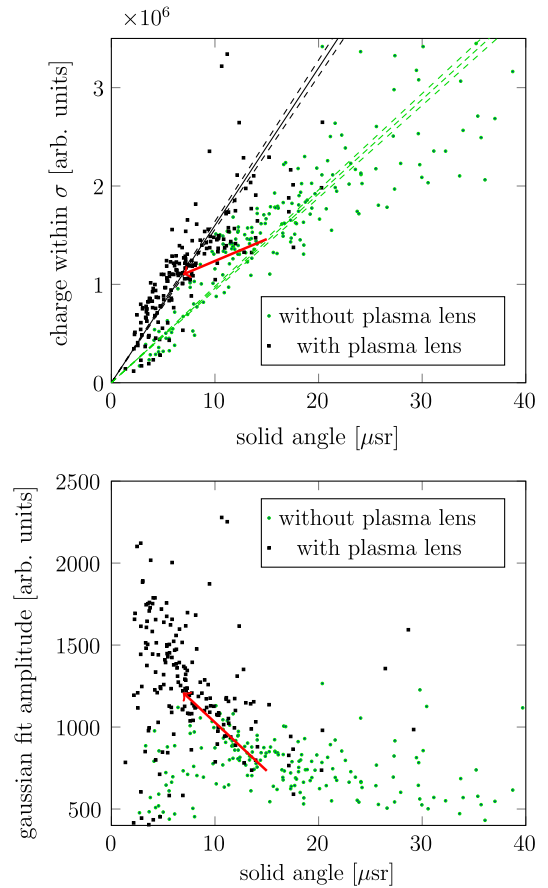 ×10⁶
3
2
1
0
charge within σ [arb. units]
without plasma lens
with plasma lens
0 10 20 30 40
solid angle [μsr]
2500
2000
1500
1000
500
gaussian fit amplitude [arb. units]
without plasma lens
with plasma lens
0 10 20 30 40
solid angle [μsr]